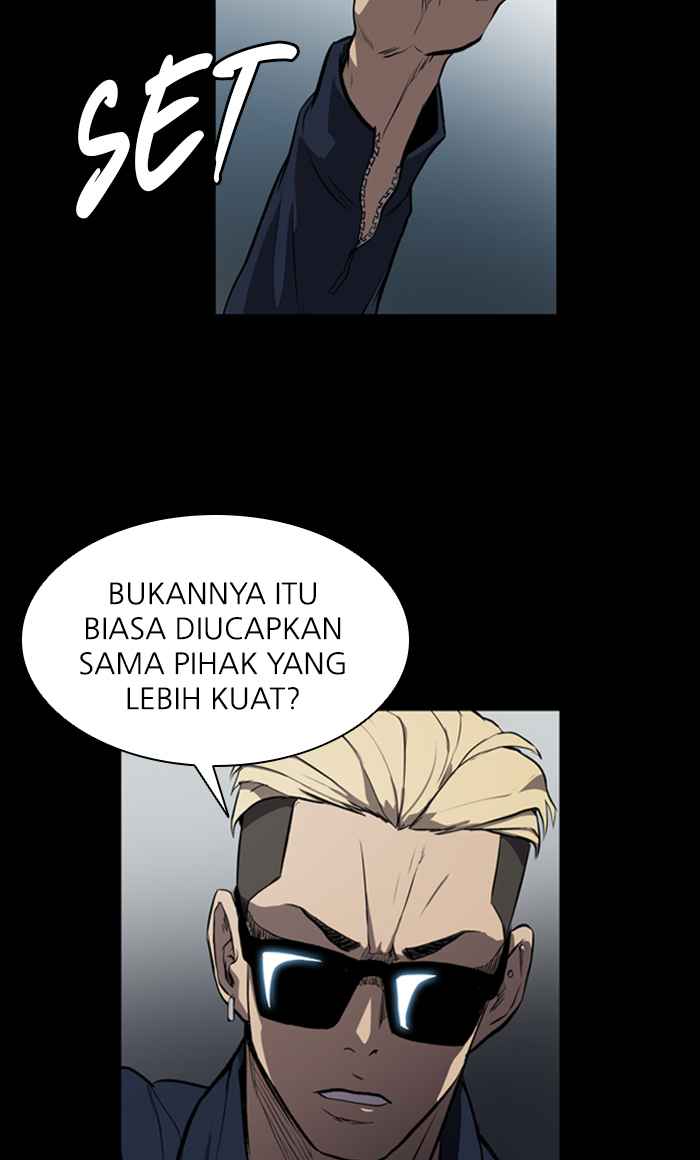 SET
BUKANNYA ITU
BIASA DIUCAPKAN
SAMA PIHAK YANG
LEBIH KUAT?